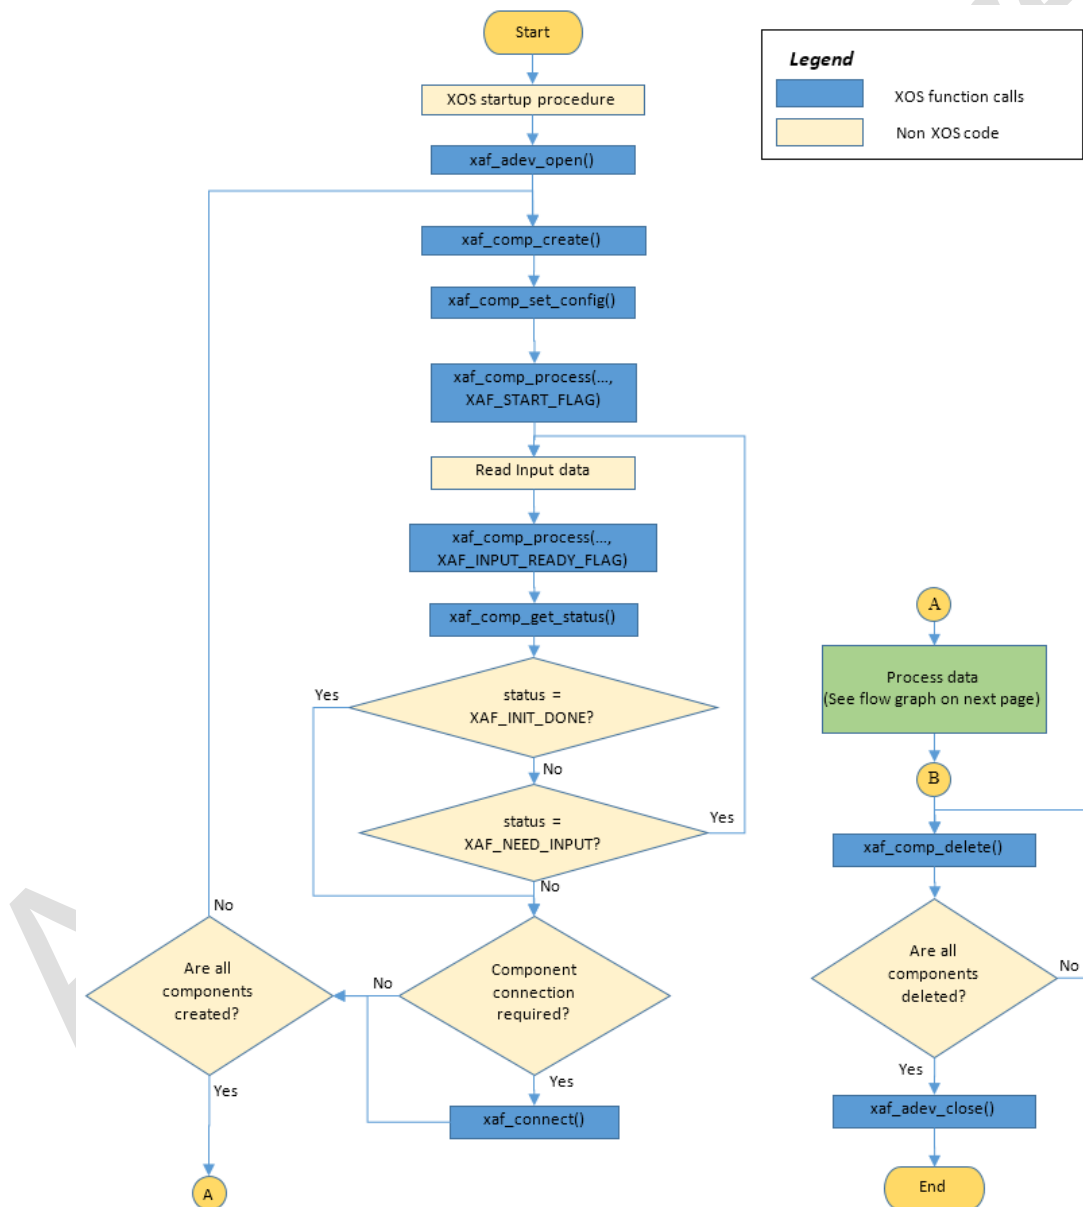 Start
XOS startup procedure
xaf_adev_open()
xaf_comp_create()
xaf_comp_set_config()
xaf_comp_process(...,
XAF_START_FLAG)
Read Input data
xaf_comp_process(...,
XAF_INPUT_READY_FLAG)
xaf_comp_get_status()
Yes
status =
XAF_INIT_DONE?
No
status =
XAF_NEED_INPUT?
Yes
No
Component
connection
required?
No
Yes
xaf_connect()
No
Are all
components
created?
Yes
A
Legend
XOS function calls
Non XOS code
A
Process data
(See flow graph on next page)
B
xaf_comp_delete()
Are all
components
deleted?
No
Yes
xaf_adev_close()
End